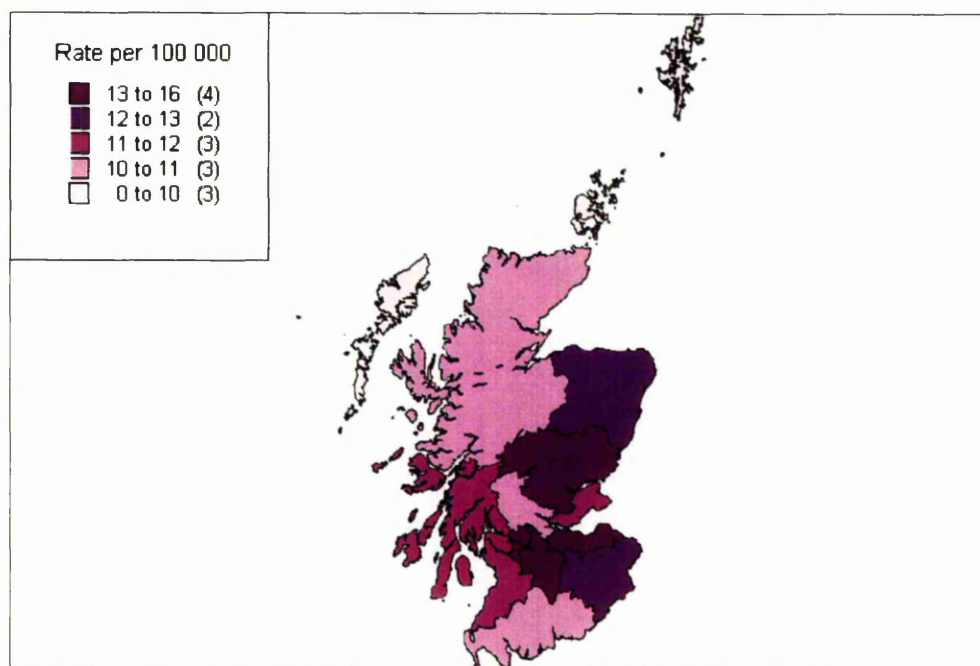 Rate per 100 000
13 to 16 (4)
12 to 13 (2)
11 to 12 (3)
10 to 11 (3)
0 to 10 (3)